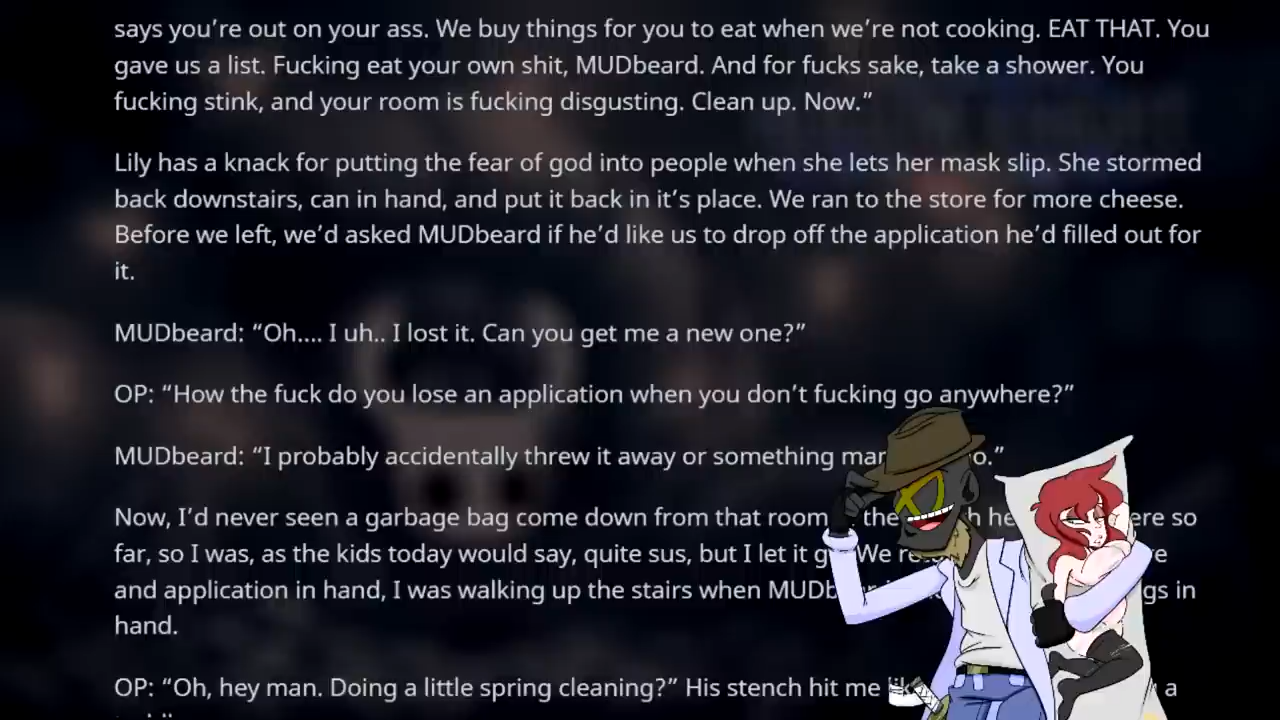 says you’re out on your ass. We buy things for you to eat when we’re not cooking. EAT THAT. You
gave us a list. Fucking eat your own shit, MUDbeard. And for fucks sake, take a shower. You
fucking stink, and your room is fucking disgusting. Clean up. Now.”
Lily has a knack for putting the fear of god into people when she lets her mask slip. She stormed
back downstairs, can in hand, and put it back in it’s place. We ran to the store for more cheese.
Before we left, we’d asked MUDbeard if he’d like us to drop off the application he’d filled out for
it.
MUDbeard: “Oh.... I uh.. I lost it. Can you get me a new one?”
OP: “How the fuck do you lose an application when you don’t fucking go anywhere?”
MUDbeard: “I probably accidentally threw it away or something
Now, I’d never seen a garbage bag come down from that room so
far, so I was, as the kids today would say, quite sus, but I let it We
and application in hand, I was walking up the stairs when in
hand.
OP: “Oh, hey man. Doing a little spring cleaning?” His stench hit me a